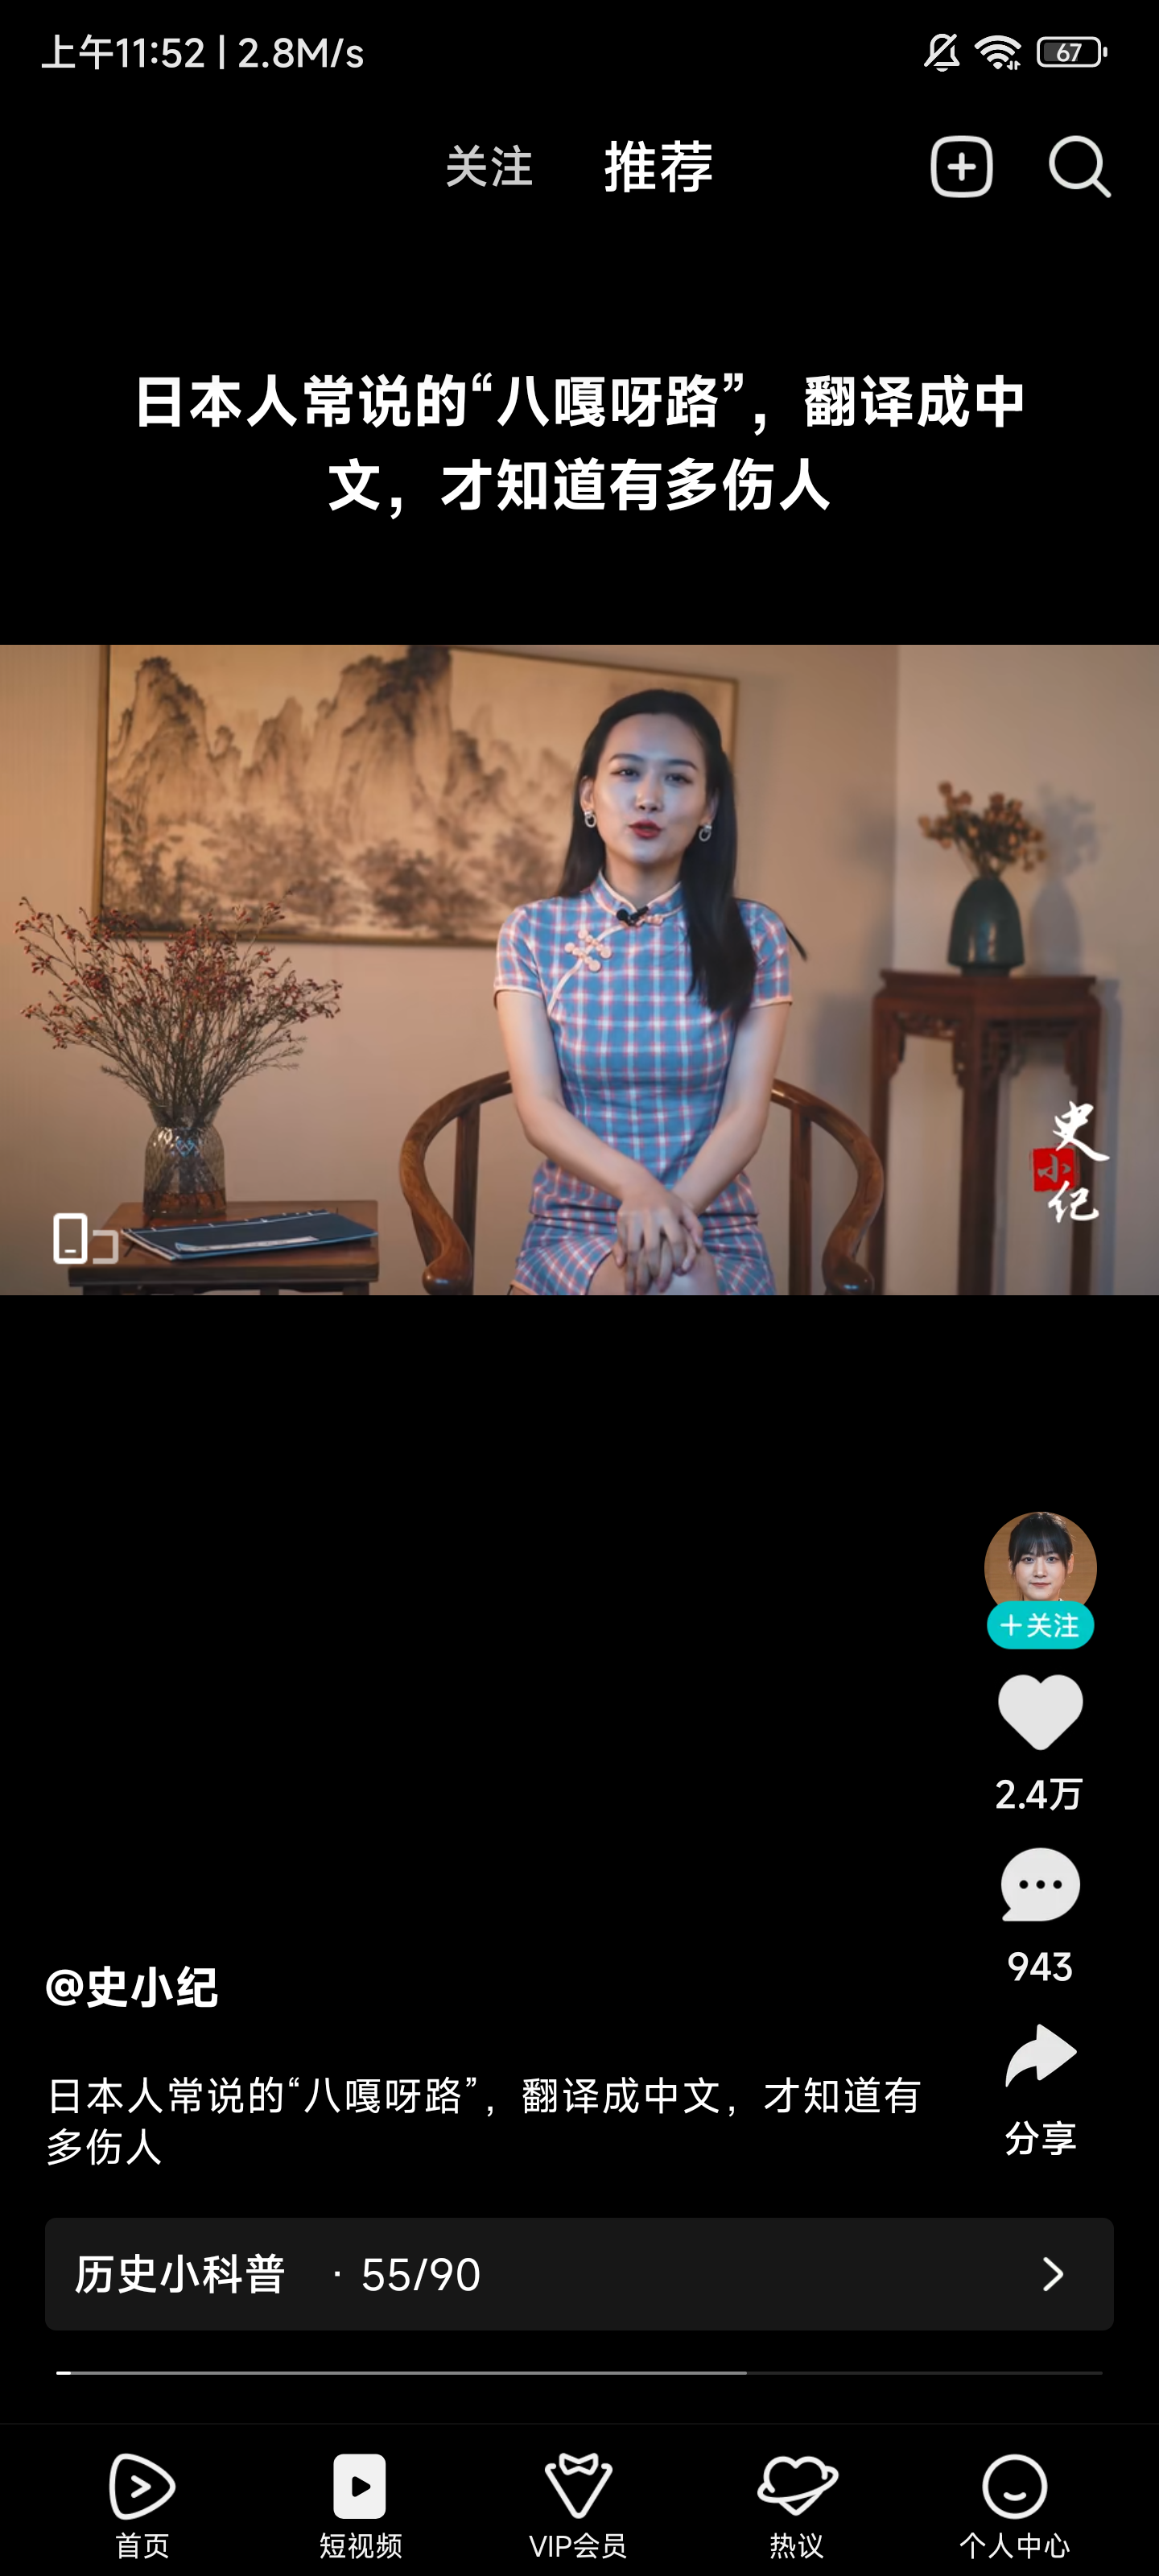 上午11:52 | 2.8M/s
67
关注 推荐
日本人常说的“八嘎呀路”，翻译成中
文，才知道有多伤人
史
小
纪
+关注
2.4万
943
分享
@史小纪
日本人常说的“八嘎呀路”，翻译成中文，才知道有
多伤人
历史小科普 · 55/90
首页 短视频 VIP会员 热议 个人中心